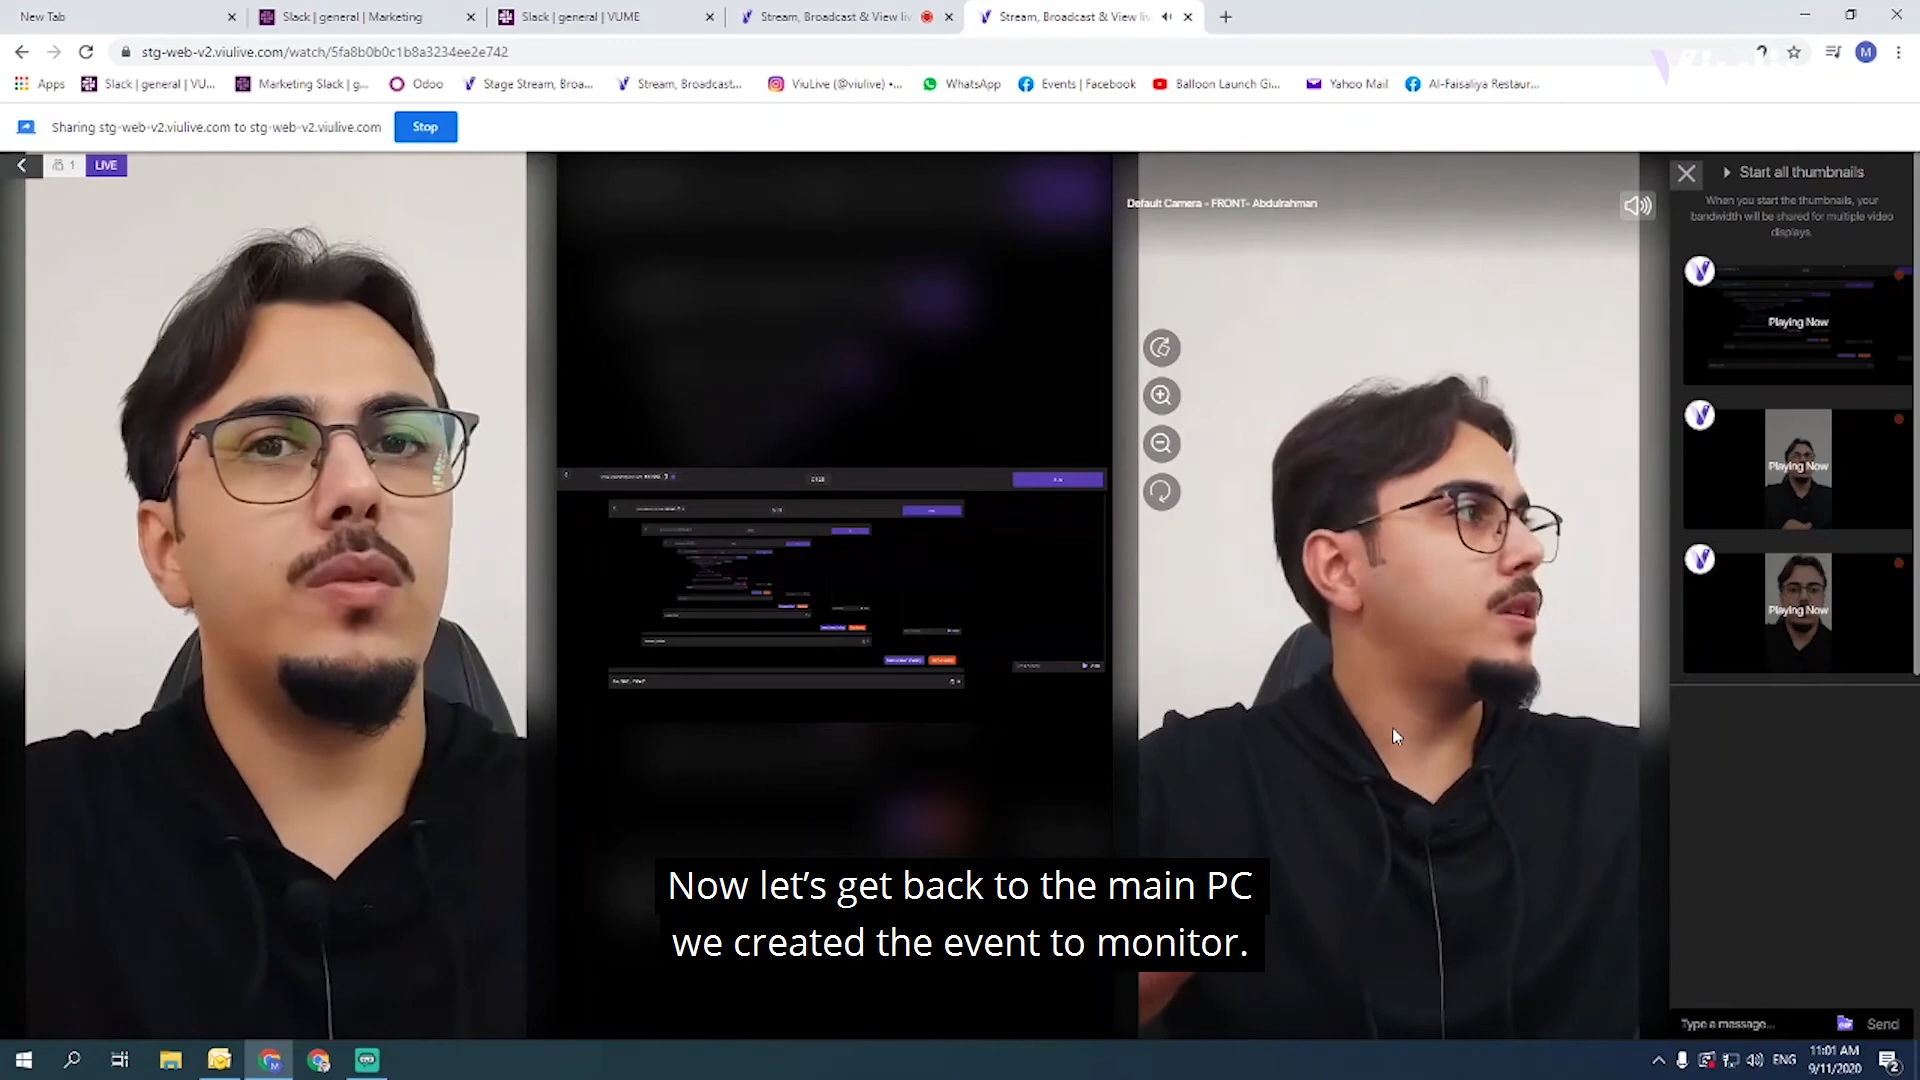 New Tab
Slack | general | Marketing
Slack | general | VUME
Stream, Broadcast & View liv
Stream, Broadcast & View liv
stg-web-v2.viulive.com/watch/5fa8b0b0c1b8a3234ee2e742
M
Apps
Slack | general | VU...
Marketing Slack | g...
Odoo
Stage Stream, Broa...
Stream, Broadcast...
ViuLive (@viulive) •...
WhatsApp
Events | Facebook
Balloon Launch Gi...
Yahoo Mail
Al-Faisaliya Restaur...
Sharing stg-web-v2.viulive.com to stg-web-v2.viulive.com
Stop
1
LIVE
Start all thumbnails
When you start the thumbnails, your
bandwidth will be shared for multiple video
displays.
Default Camera - FRONT- Abdulrahman
Playing Now
Playing Now
Playing Now
Now let’s get back to the main PC
we created the event to monitor.
Type a message...
Send
ENG
11:01 AM
9/11/2020
2